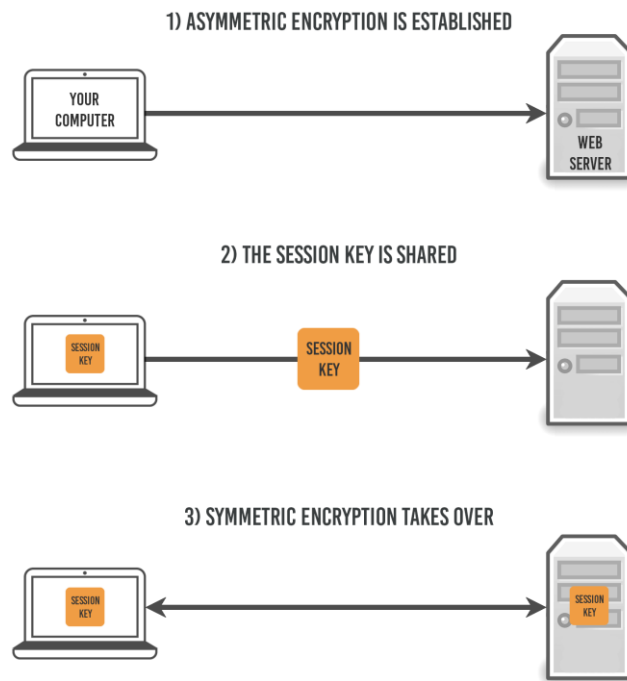 1) ASYMMETRIC ENCRYPTION IS ESTABLISHED
YOUR
COMPUTER
WEB
SERVER
2) THE SESSION KEY IS SHARED
SESSION
KEY
SESSION
KEY
3) SYMMETRIC ENCRYPTION TAKES OVER
SESSION
KEY
SESSION
KEY